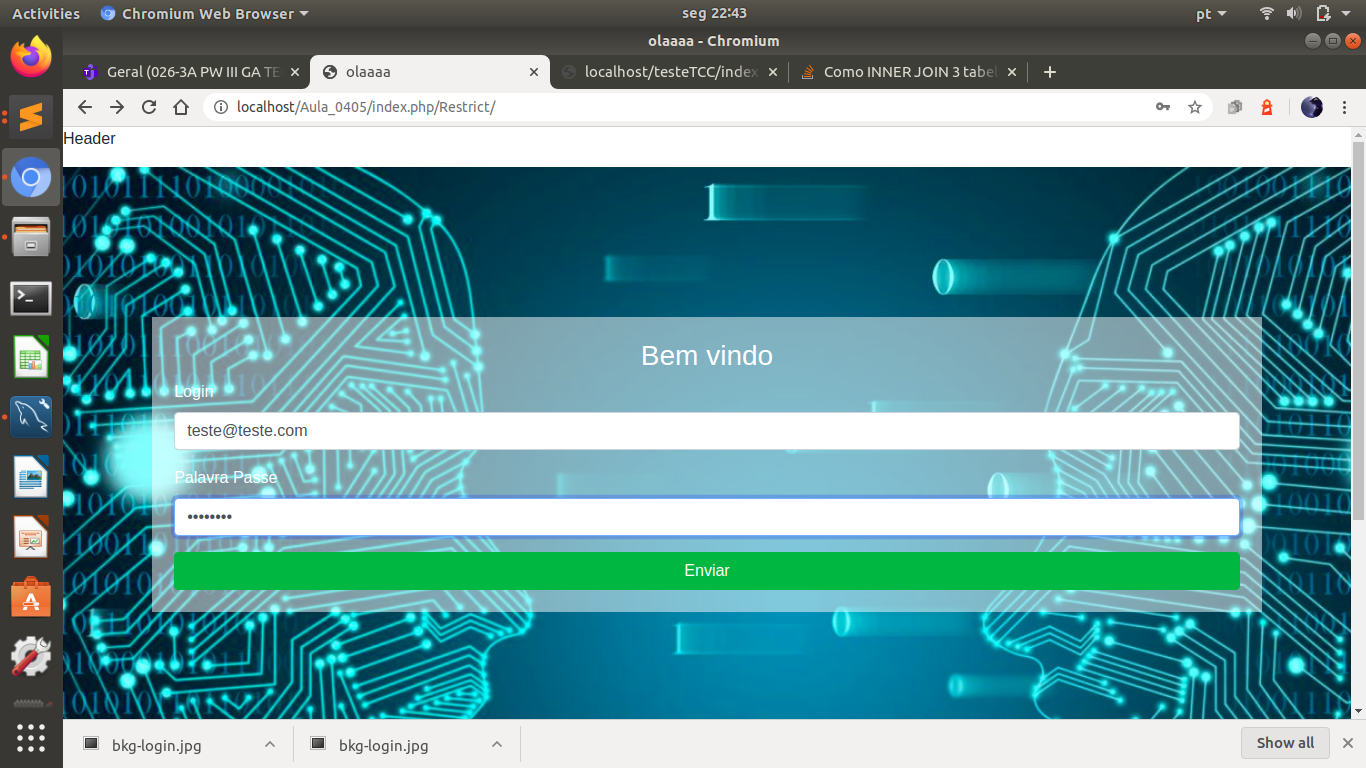 Activities
Chromium Web Browser
seg 22:43
pt
olaaaa - Chromium
Geral (026-3A PW III GA TE
olaaaa
localhost/testeTCC/index
Como INNER JOIN 3 tabel
localhost/Aula_0405/index.php/Restrict/
Header
Bem vindo
Login
teste@teste.com
Palavra Passe
••••••••
Enviar
bkg-login.jpg
bkg-login.jpg
Show all